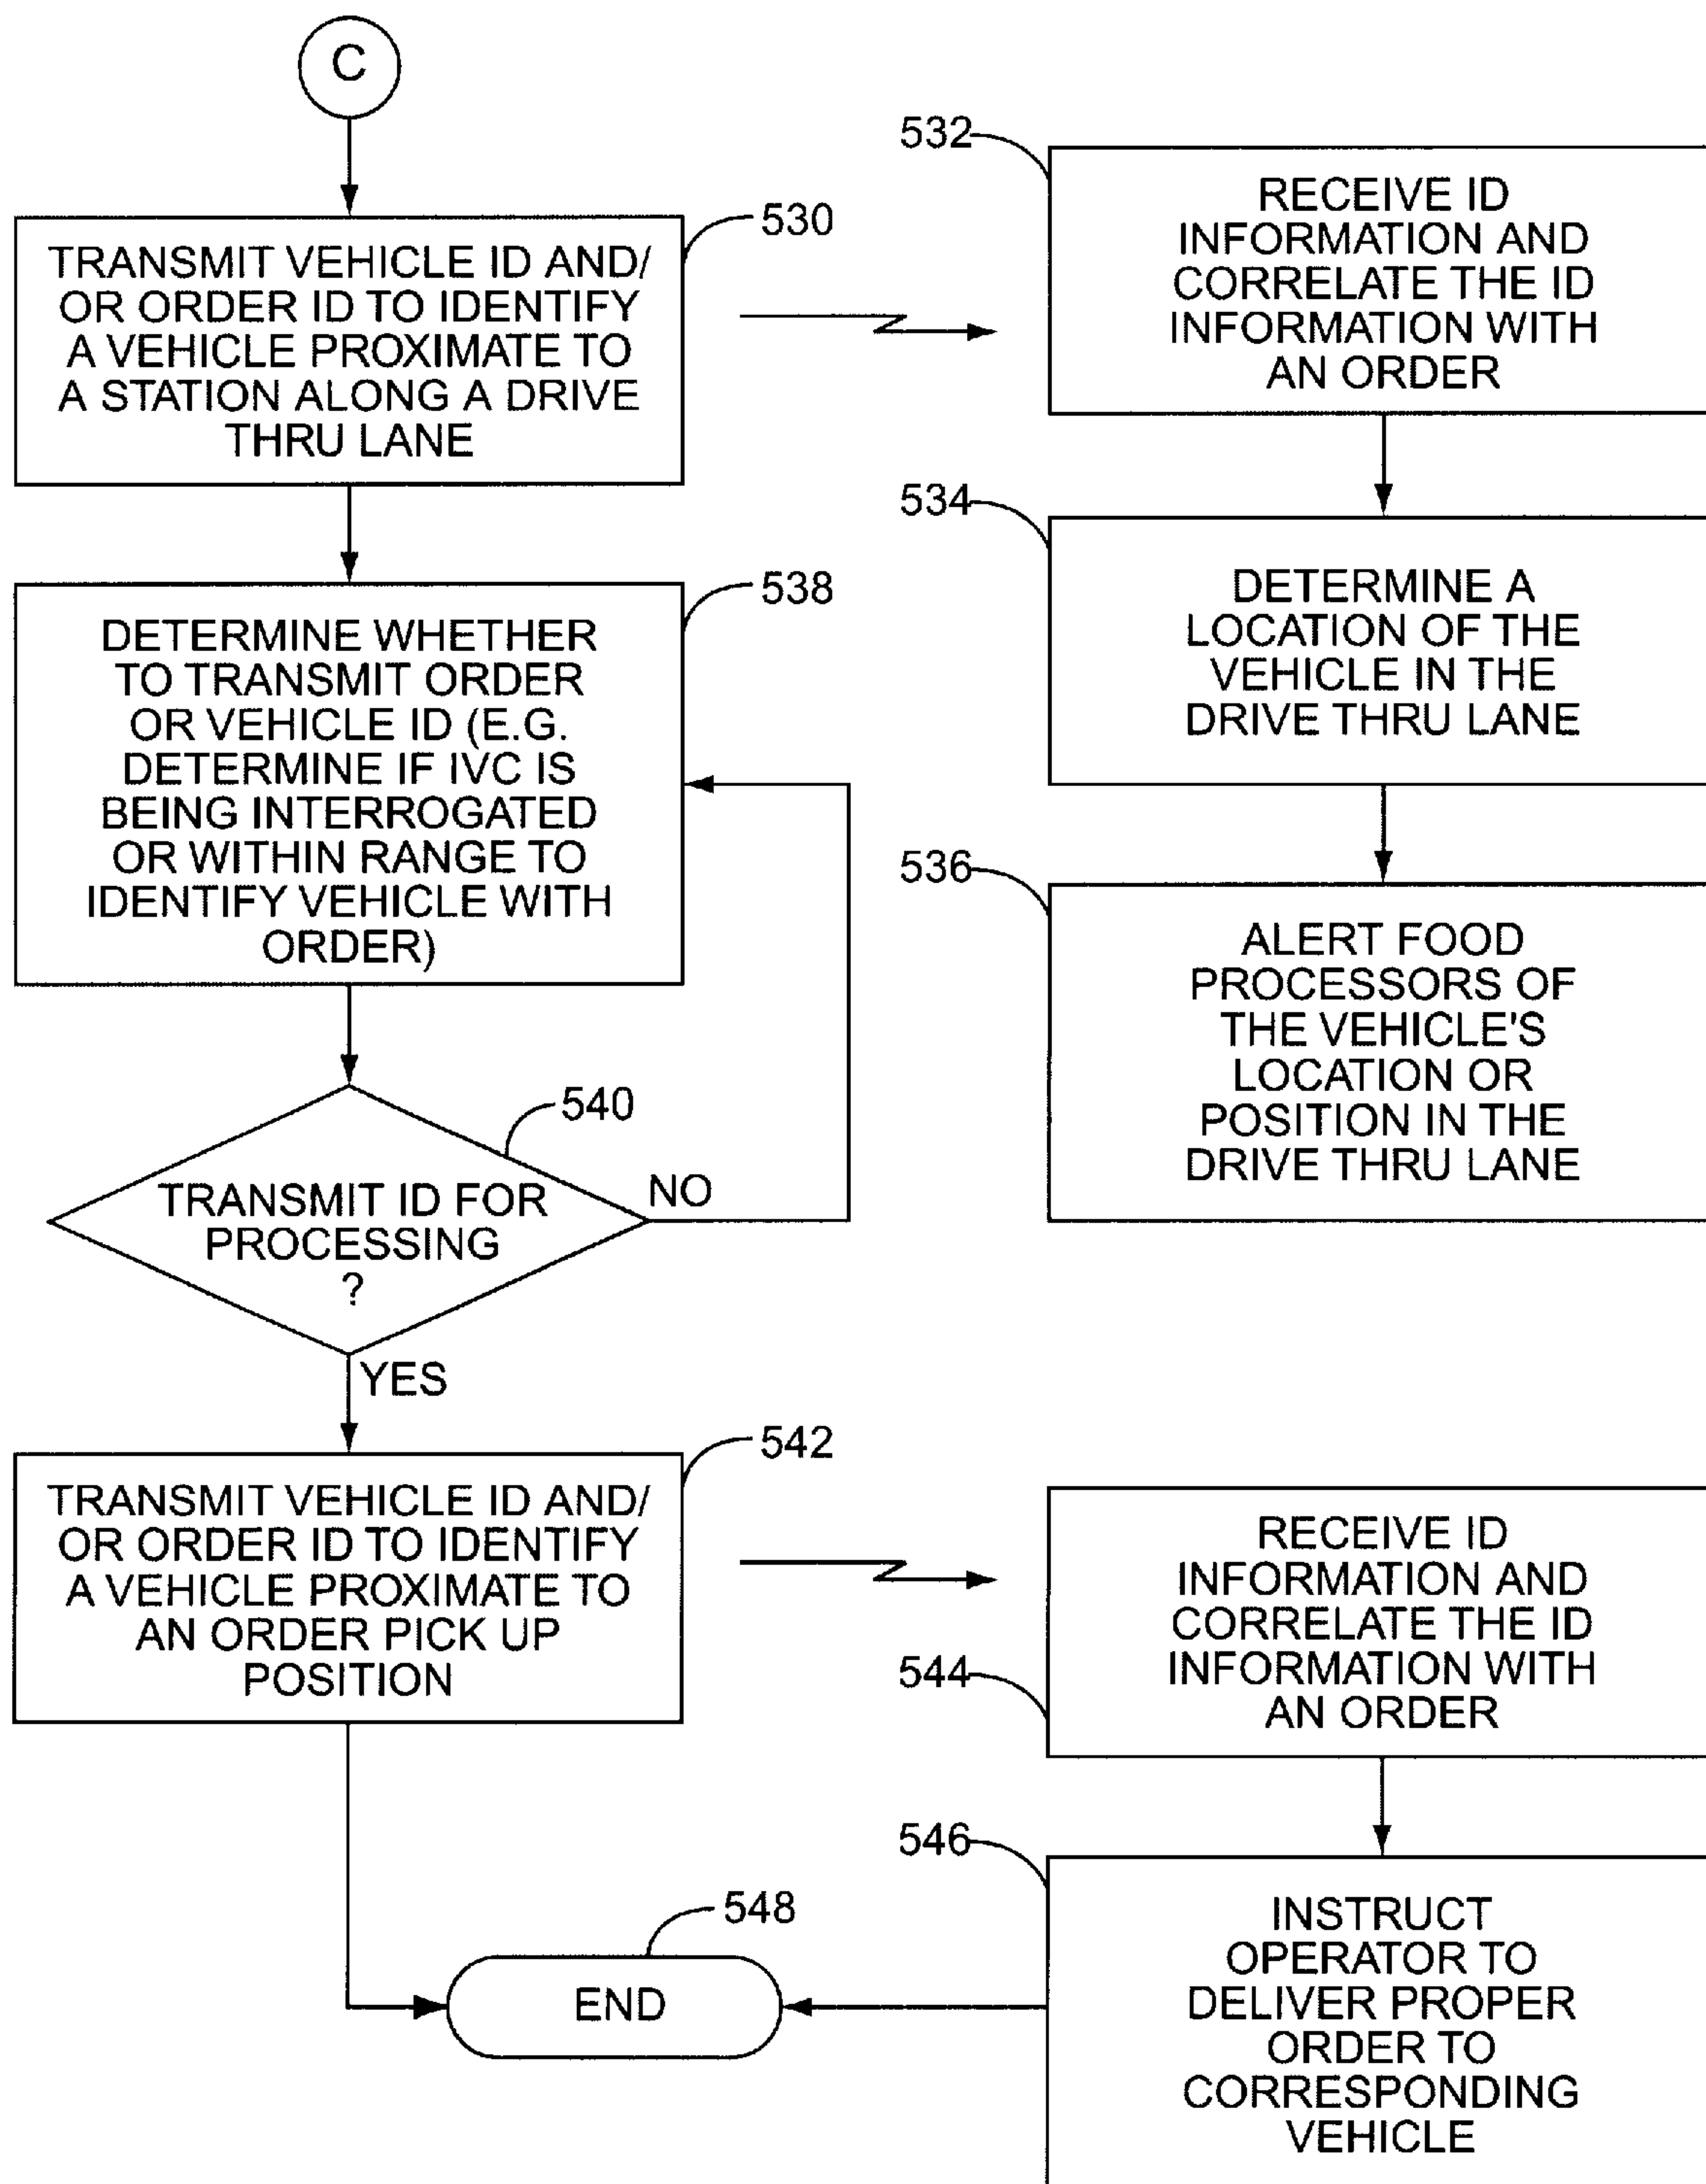 C
530
TRANSMIT VEHICLE ID AND/
OR ORDER ID TO IDENTIFY
A VEHICLE PROXIMATE TO
A STATION ALONG A DRIVE
THRU LANE
532
RECEIVE ID
INFORMATION AND
CORRELATE THE ID
INFORMATION WITH
AN ORDER
534
DETERMINE A
LOCATION OF THE
VEHICLE IN THE
DRIVE THRU LANE
536
ALERT FOOD
PROCESSORS OF
THE VEHICLE'S
LOCATION OR
POSITION IN THE
DRIVE THRU LANE
538
DETERMINE WHETHER
TO TRANSMIT ORDER
OR VEHICLE ID (E.G.
DETERMINE IF IVC IS
BEING INTERROGATED
OR WITHIN RANGE TO
IDENTIFY VEHICLE WITH
ORDER)
540
TRANSMIT ID FOR
PROCESSING
?
NO
YES
542
TRANSMIT VEHICLE ID AND/
OR ORDER ID TO IDENTIFY
A VEHICLE PROXIMATE TO
AN ORDER PICK UP
POSITION
544
RECEIVE ID
INFORMATION AND
CORRELATE THE ID
INFORMATION WITH
AN ORDER
546
INSTRUCT
OPERATOR TO
DELIVER PROPER
ORDER TO
CORRESPONDING
VEHICLE
548
END